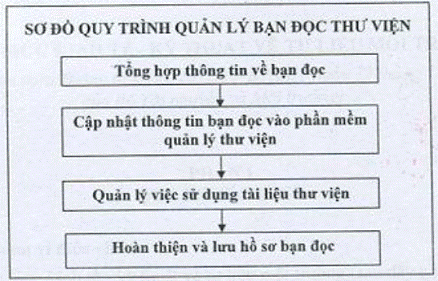 SƠ ĐỒ QUY TRÌNH QUẢN LÝ BẠN ĐỌC THƯ VIỆN
Tổng hợp thông tin về bạn đọc
Cập nhật thông tin bạn đọc vào phần mềm
quản lý thư viện
Quản lý việc sử dụng tài liệu thư viện
Hoàn thiện và lưu hồ sơ bạn đọc